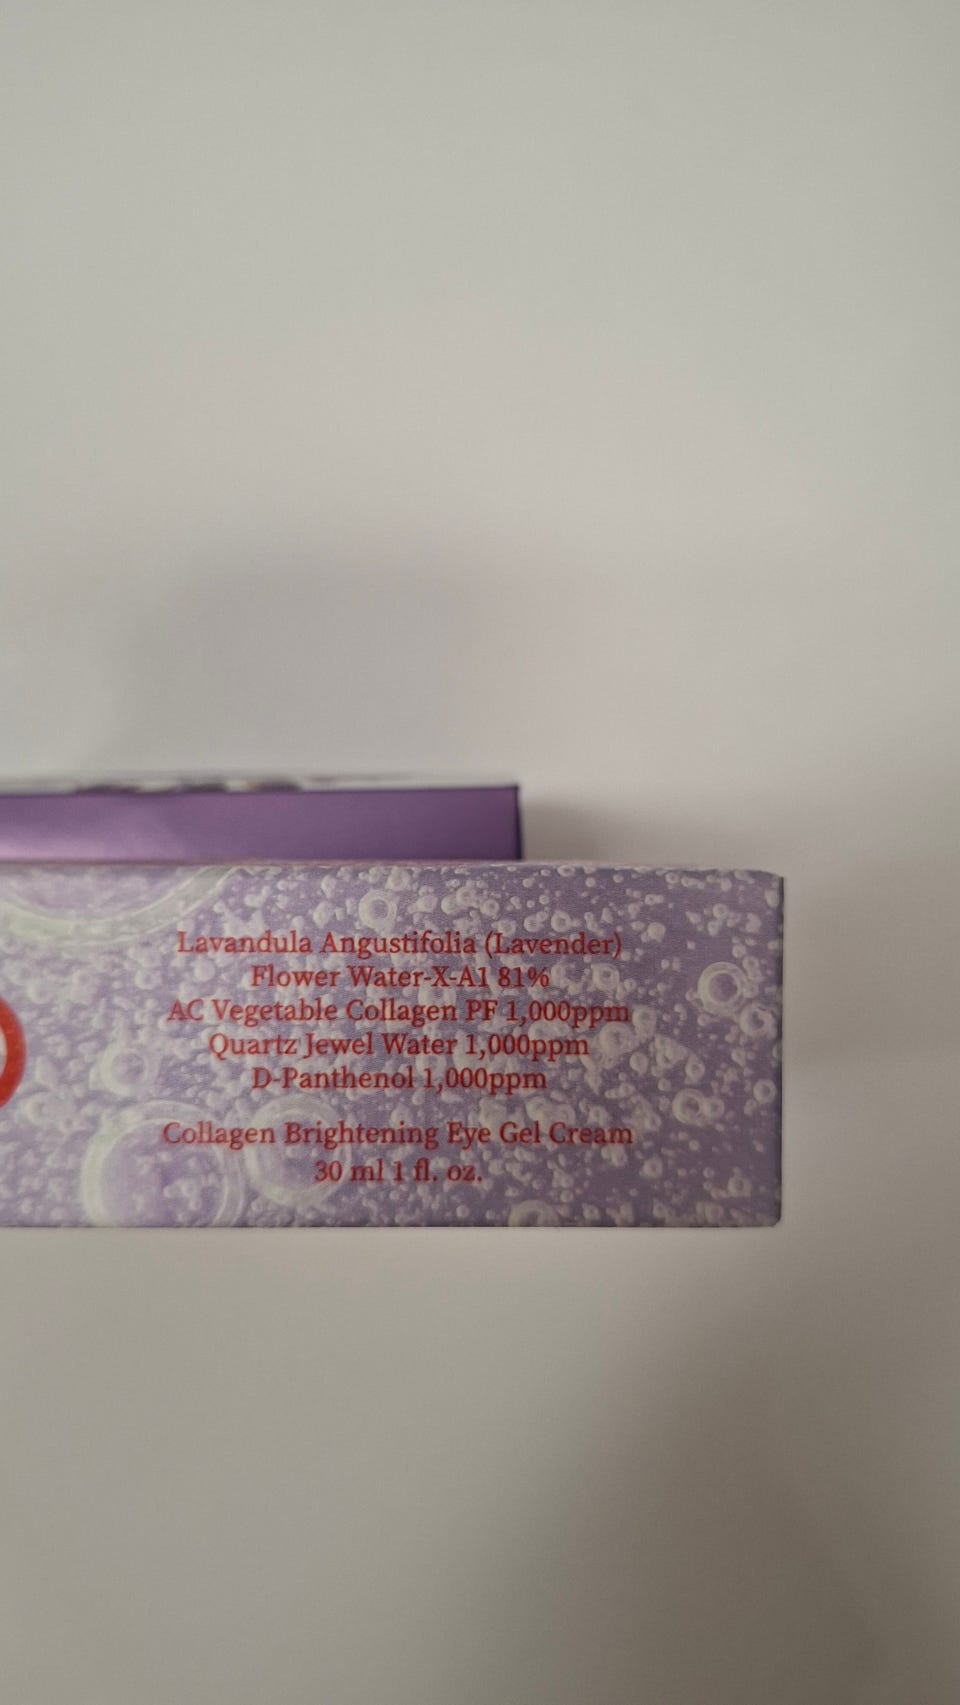 Lavandula Angustifolia (Lavender)
Flower Water-X-A1 81%
AC Vegetable Collagen PF 1,000ppm
Quartz Jewel Water 1,000ppm
D-Panthenol 1,000ppm
Collagen Brightening Eye Gel Cream
30 ml 1 fl. oz.